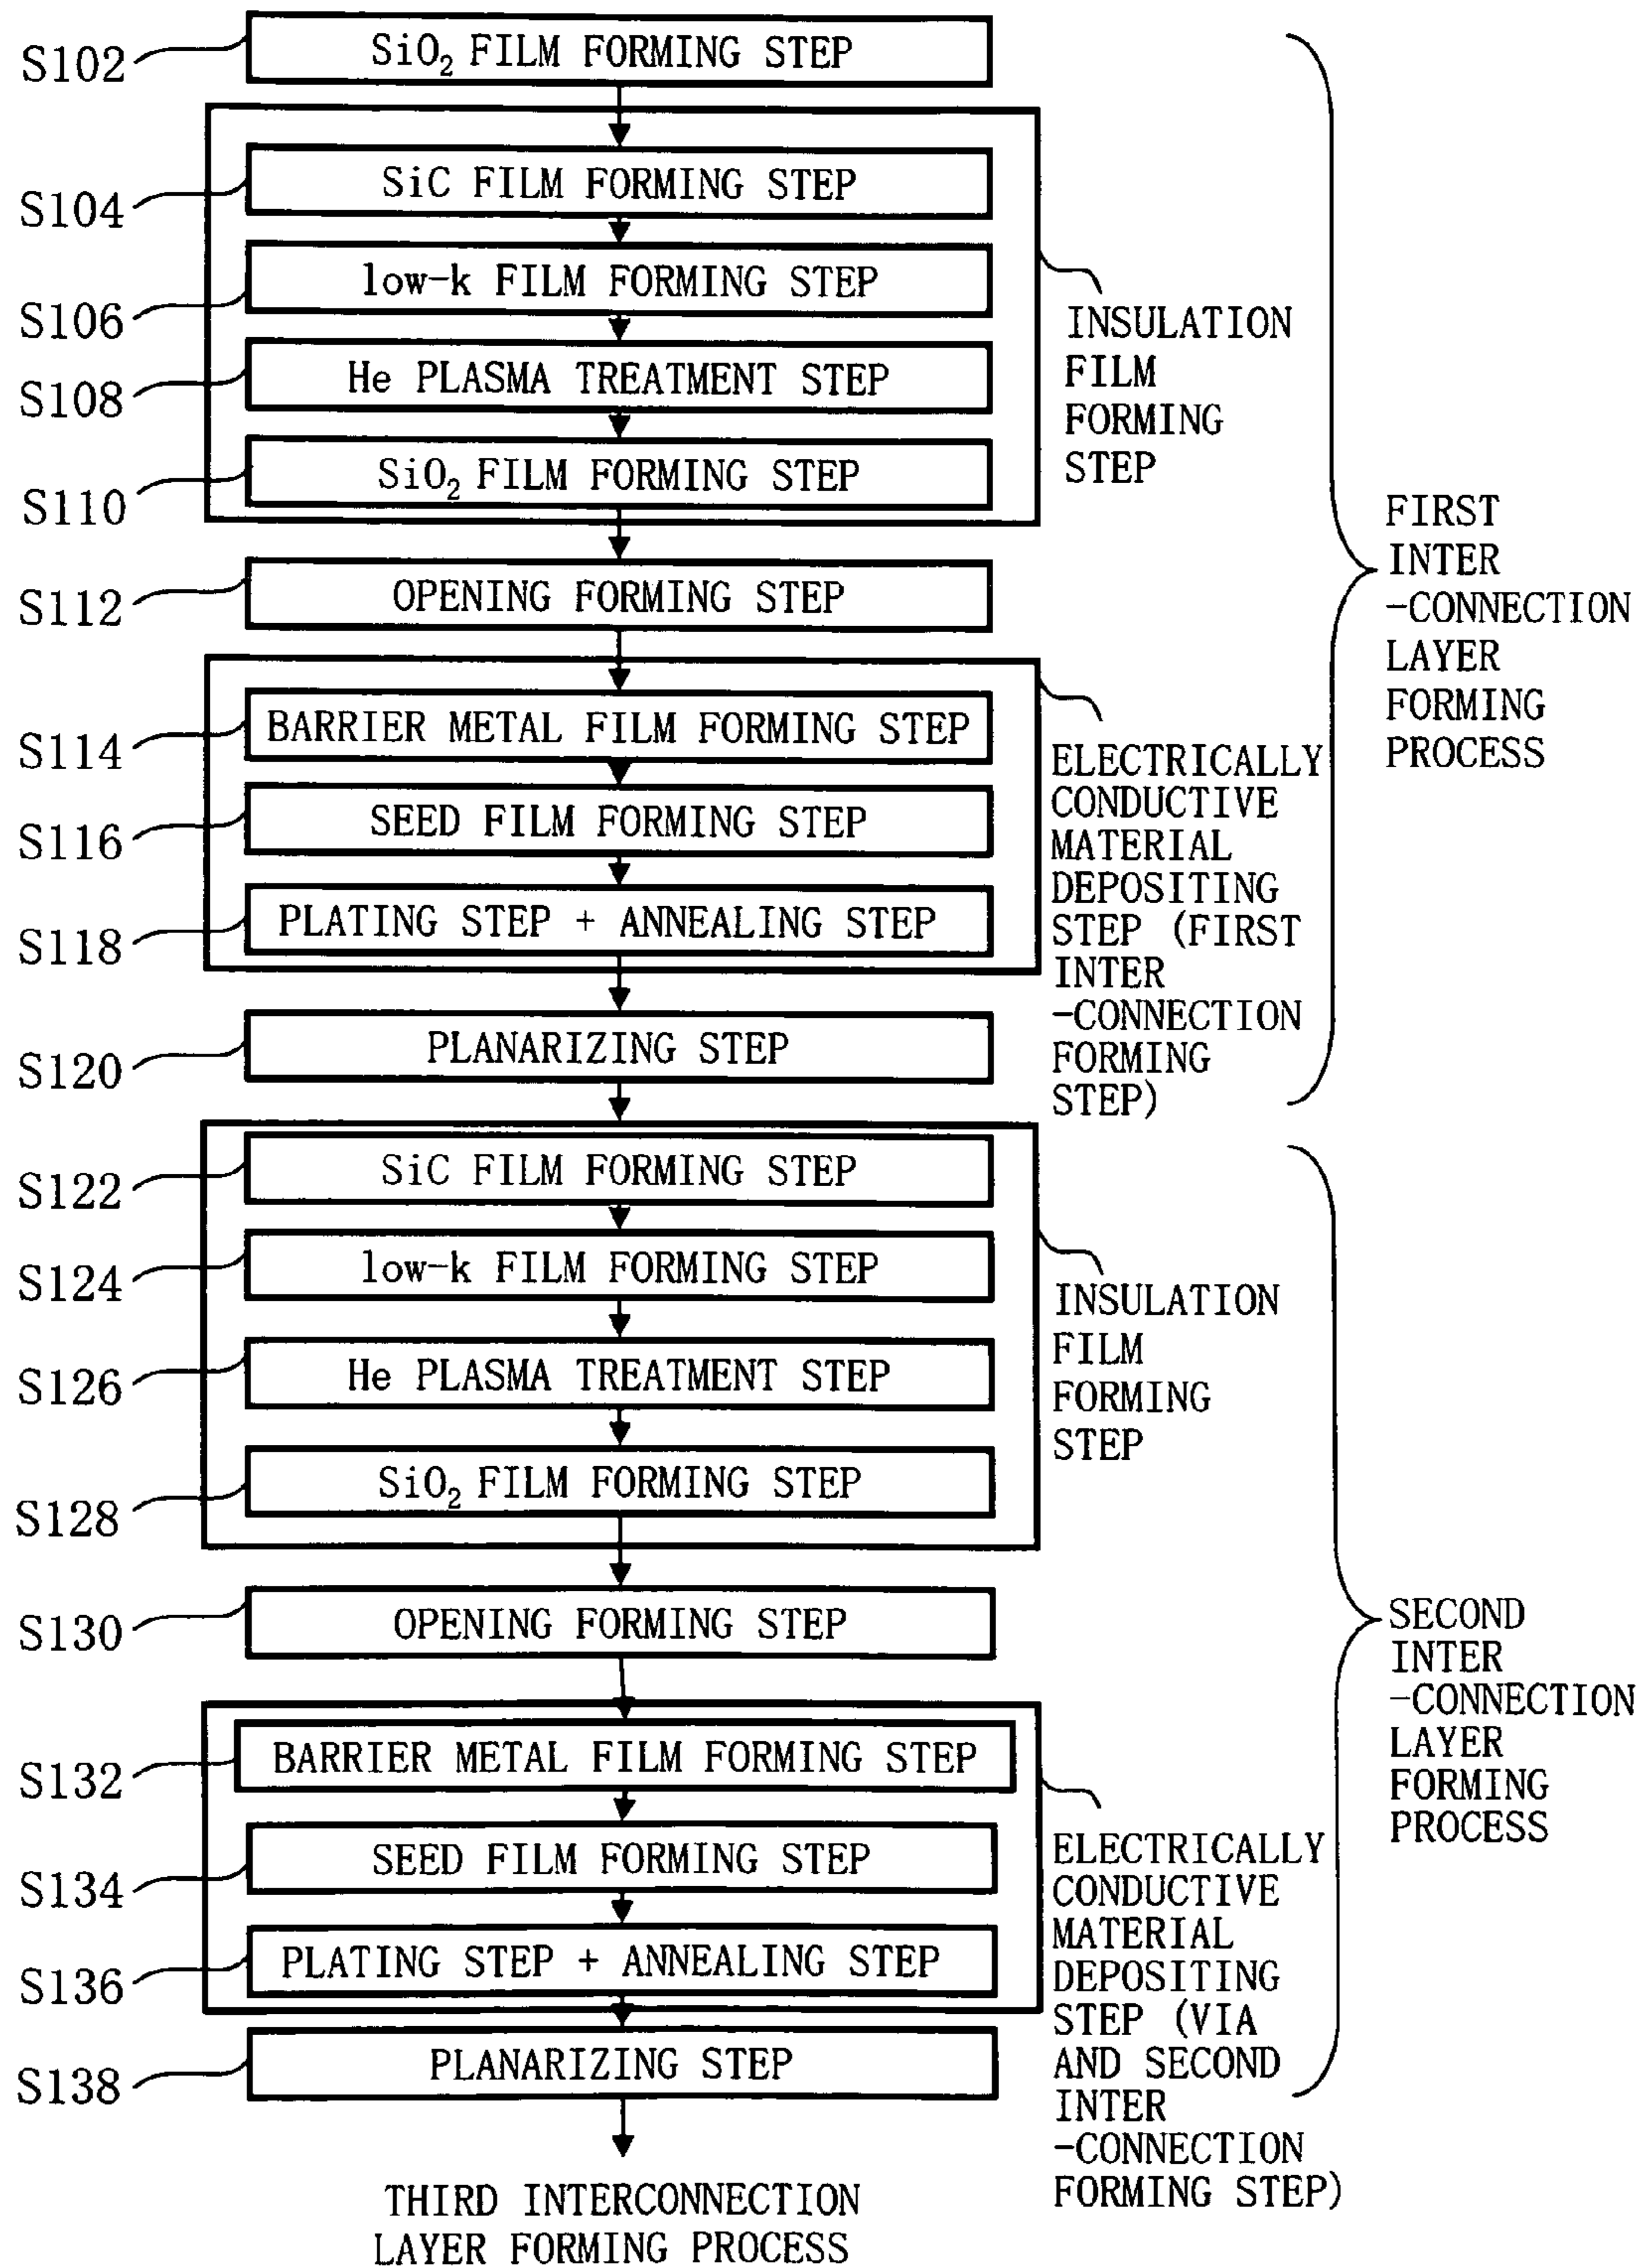 S102
SiO₂ FILM FORMING STEP
S104
SiC FILM FORMING STEP
S106
low-k FILM FORMING STEP
S108
He PLASMA TREATMENT STEP
S110
SiO₂ FILM FORMING STEP
INSULATION
FILM
FORMING
STEP
S112
OPENING FORMING STEP
S114
BARRIER METAL FILM FORMING STEP
S116
SEED FILM FORMING STEP
S118
PLATING STEP + ANNEALING STEP
ELECTRICALLY
CONDUCTIVE
MATERIAL
DEPOSITING
STEP (FIRST
INTER
-CONNECTION
FORMING
STEP)
S120
PLANARIZING STEP
FIRST
INTER
-CONNECTION
LAYER
FORMING
PROCESS
S122
SiC FILM FORMING STEP
S124
low-k FILM FORMING STEP
S126
He PLASMA TREATMENT STEP
S128
SiO₂ FILM FORMING STEP
INSULATION
FILM
FORMING
STEP
S130
OPENING FORMING STEP
S132
BARRIER METAL FILM FORMING STEP
S134
SEED FILM FORMING STEP
S136
PLATING STEP + ANNEALING STEP
ELECTRICALLY
CONDUCTIVE
MATERIAL
DEPOSITING
STEP (VIA
AND SECOND
INTER
-CONNECTION
FORMING STEP)
S138
PLANARIZING STEP
SECOND
INTER
-CONNECTION
LAYER
FORMING
PROCESS
THIRD INTERCONNECTION
LAYER FORMING PROCESS